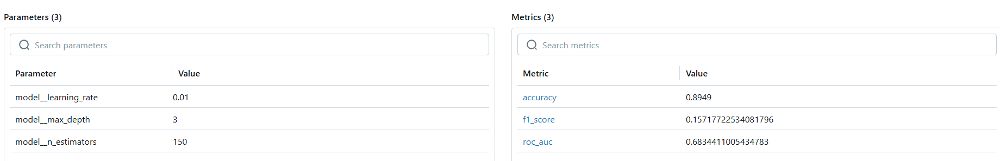 Parameters (3)
Search parameters
Parameter Value
model__learning_rate 0.01
model__max_depth 3
model__n_estimators 150
Metrics (3)
Search metrics
Metric Value
accuracy 0.8949
f1_score 0.15717722534081796
roc_auc 0.6834411005434783